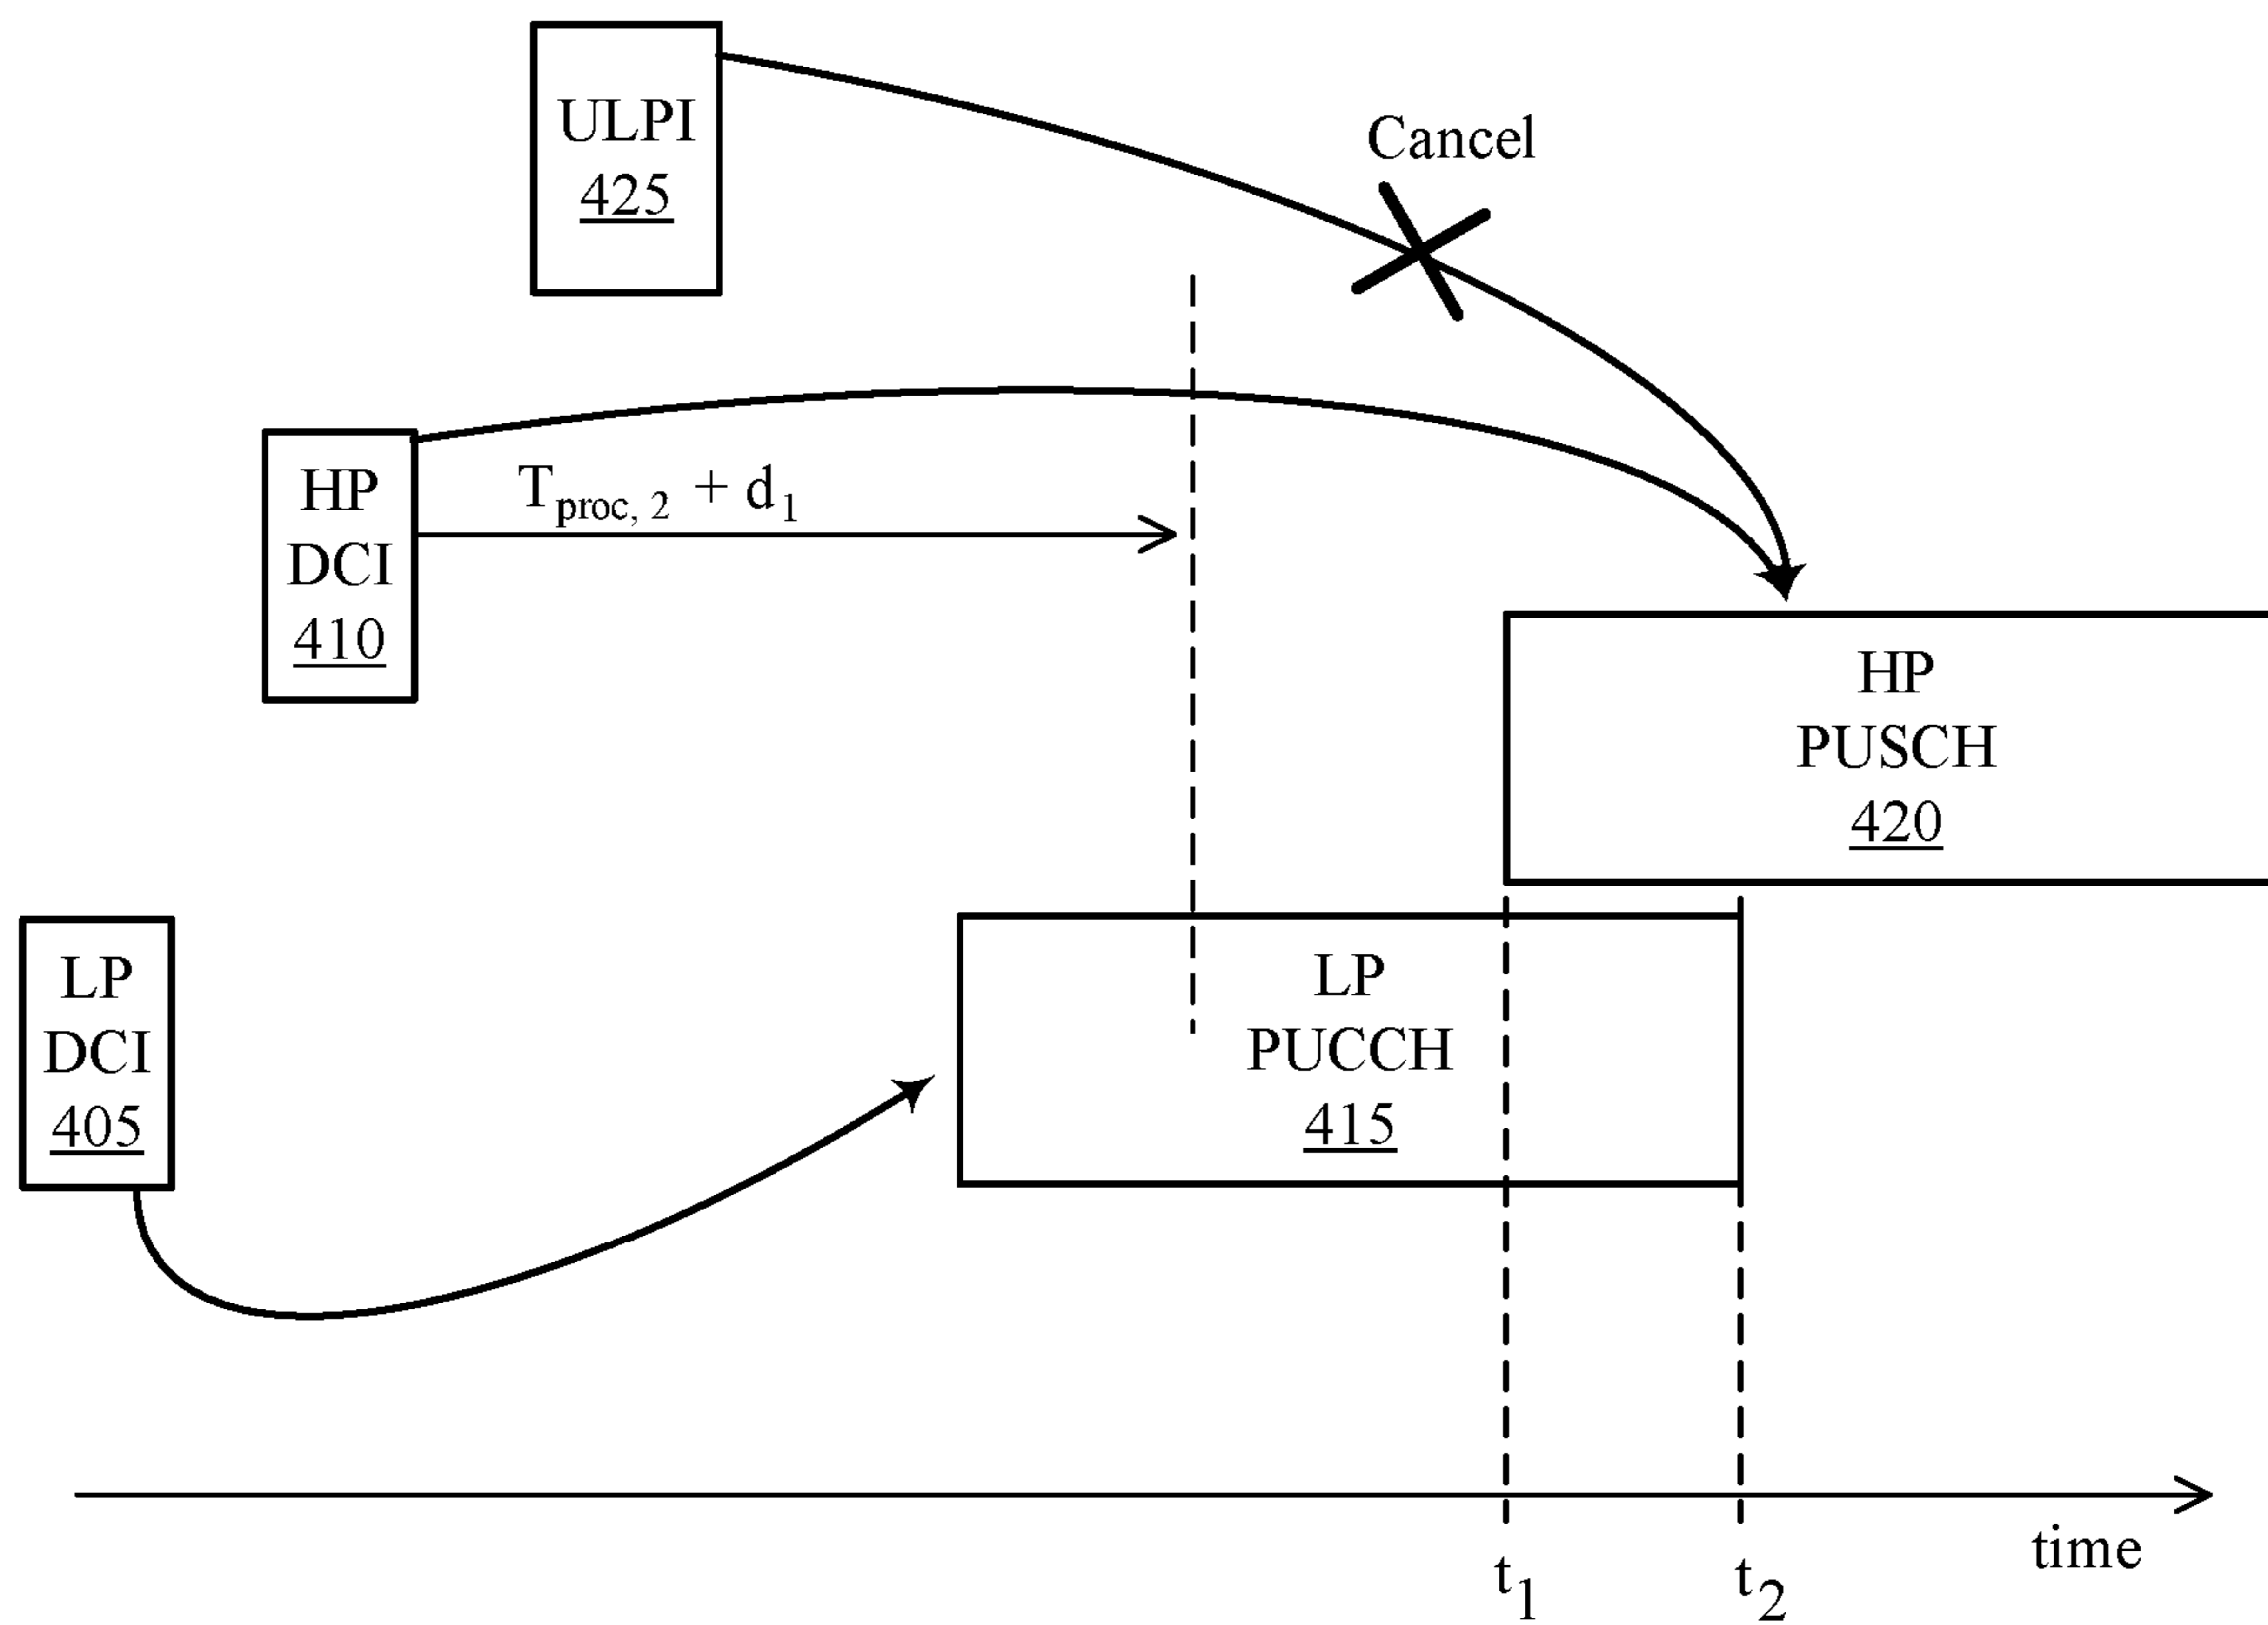 ULPI
425
Cancel
HP
DCI
410
Tproc, 2 + d1
HP
PUSCH
420
LP
DCI
405
LP
PUCCH
415
time
t1
t2